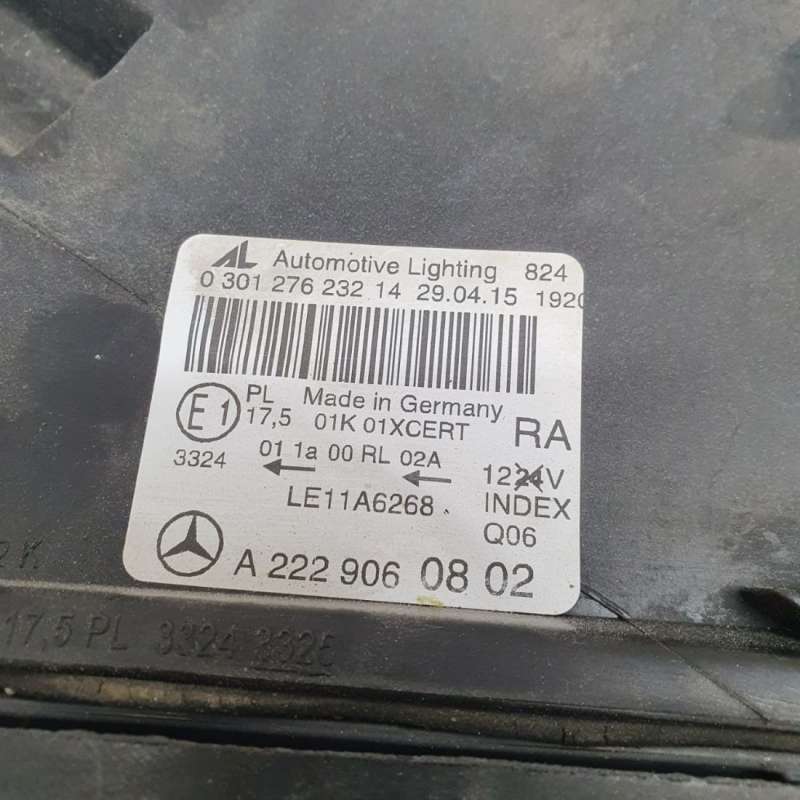 AL Automotive Lighting 824
0 301 276 232 14 29.04.15 1920
E1 PL 17,5 Made in Germany
01K 01XCERT RA
3324 01 1a 00 RL 02A 1224V
LE11A6268 INDEX
Q06
A 222 906 08 02
2 K
17,5 PL 3324 3325